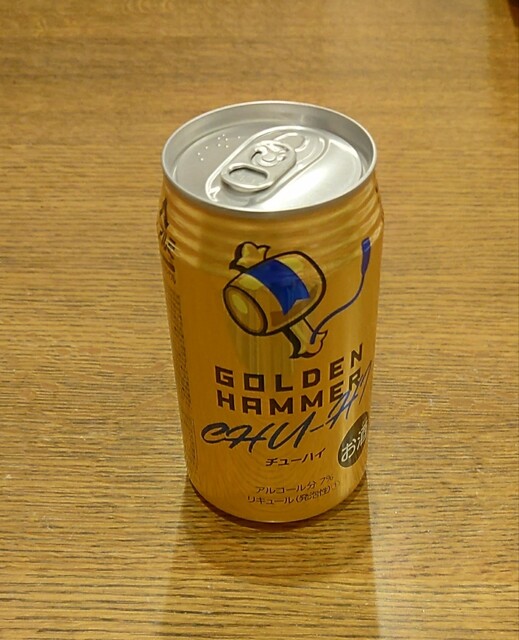 GOLDEN
HAMMER
CHU-HI
チューハイ
お酒
アルコール分 7%
リキュール(発泡性)①